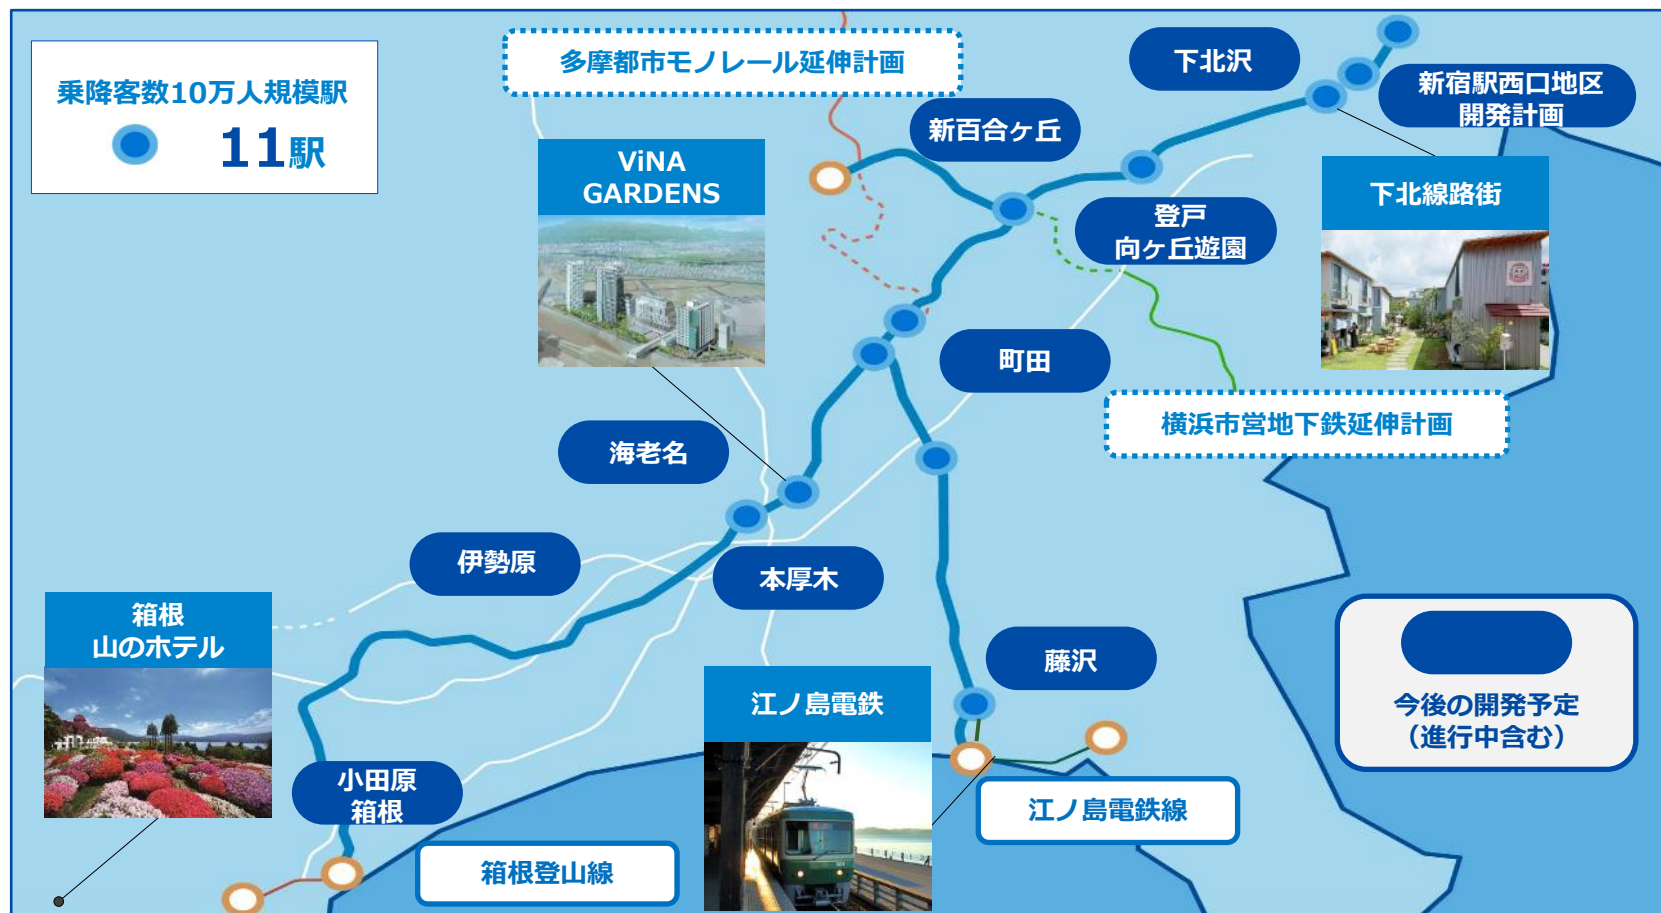 乗降客数10万人規模駅
11駅
多摩都市モノレール延伸計画
下北沢
新宿駅西口地区
開発計画
新百合ヶ丘
ViNA
GARDENS
登戸
向ヶ丘遊園
下北線路街
町田
横浜市営地下鉄延伸計画
海老名
伊勢原
本厚木
箱根
山のホテル
藤沢
江ノ島電鉄
今後の開発予定
（進行中含む）
小田原
箱根
江ノ島電鉄線
箱根登山線